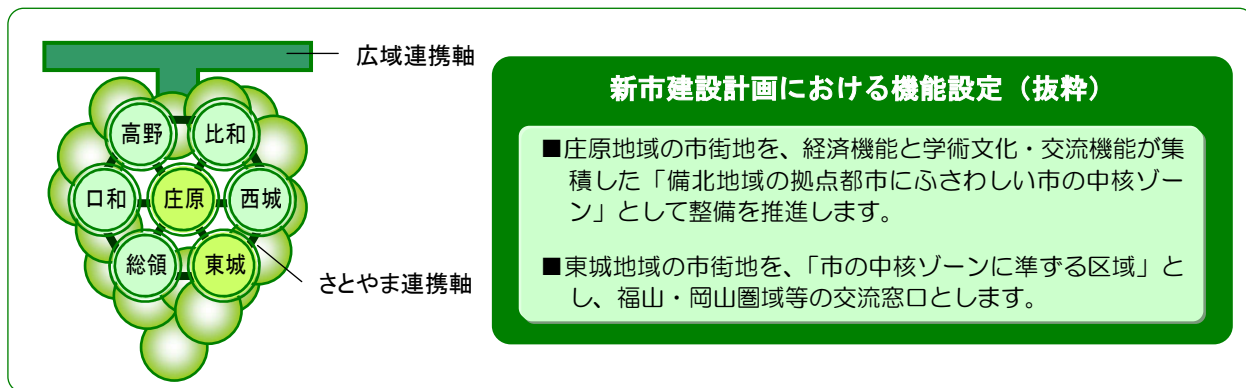 広域連携軸
高野
比和
口和
庄原
西城
総領
東城
さとやま連携軸
新市建設計画における機能設定（抜粋）
■庄原地域の市街地を、経済機能と学術文化・交流機能が集
積した「備北地域の拠点都市にふさわしい市の中核ゾー
ン」として整備を推進します。
■東城地域の市街地を、「市の中核ゾーンに準ずる区域」と
し、福山・岡山圏域等の交流窓口とします。